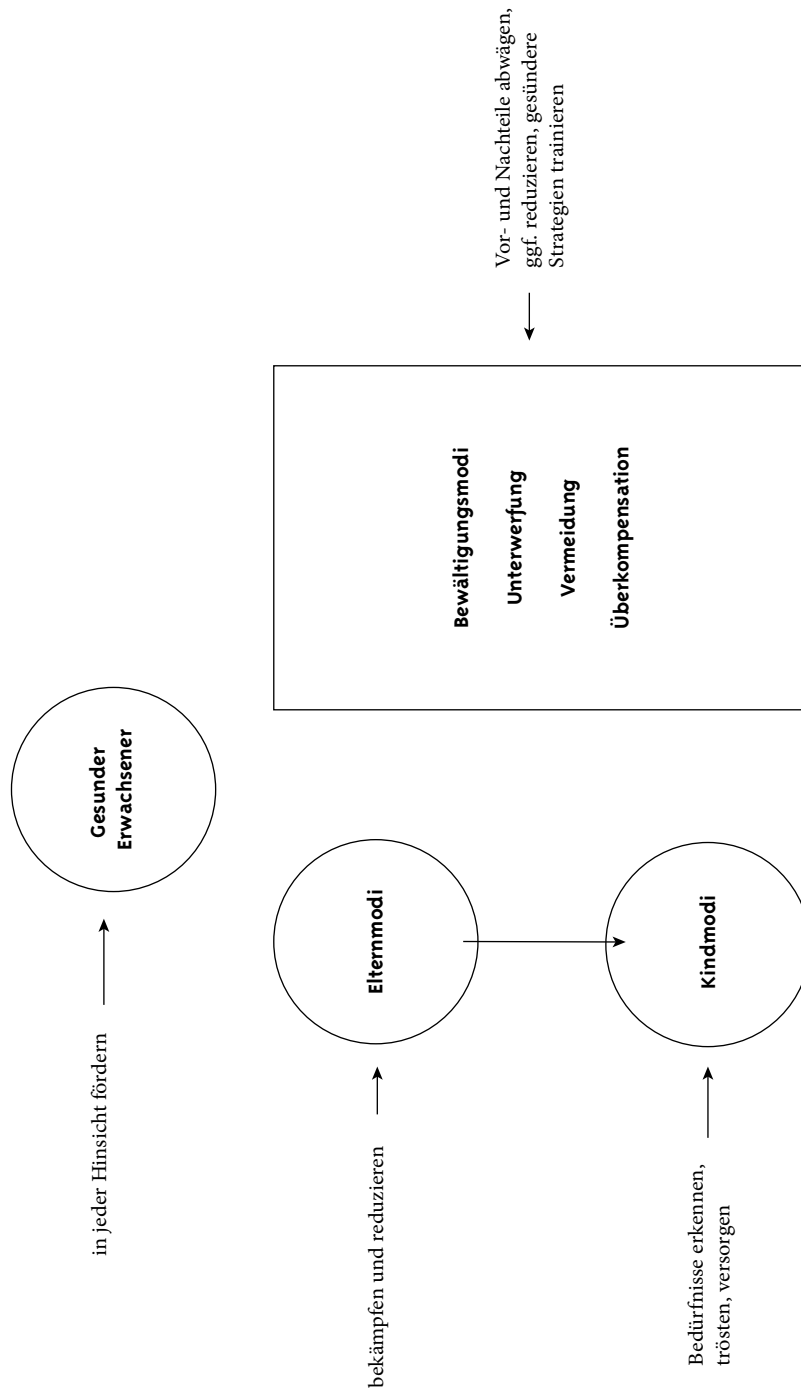 in jeder Hinsicht fördern
Gesunder
Erwachsener
bekämpfen und reduzieren
Elternmodi
Bedürfnisse erkennen,
trösten, versorgen
Kindmodi
Bewältigungsmodi
Unterwerfung
Vermeidung
Überkompensation
Vor- und Nachteile abwägen,
ggf. reduzieren, gesündere
Strategien trainieren